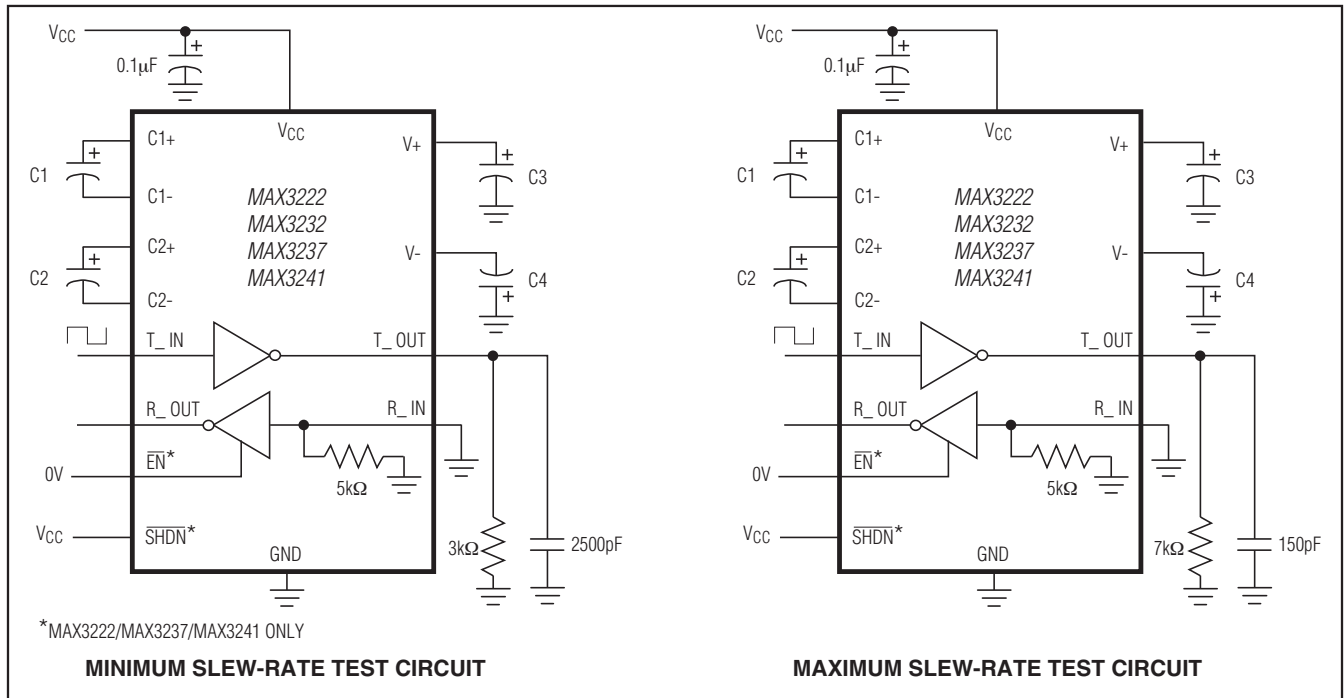 VCC
0.1μF
VCC
C1+
V+
C1
C3
C1-
MAX3222
MAX3232
MAX3237
MAX3241
C2+
V-
C2
C4
C2-
T_ IN
T_ OUT
R_ OUT
R_ IN
EN*
0V
5kΩ
VCC
SHDN*
GND
3kΩ
2500pF
*MAX3222/MAX3237/MAX3241 ONLY
MINIMUM SLEW-RATE TEST CIRCUIT
VCC
0.1μF
VCC
C1+
V+
C1
C3
C1-
MAX3222
MAX3232
MAX3237
MAX3241
C2+
V-
C2
C4
C2-
T_ IN
T_ OUT
R_ OUT
R_ IN
EN*
0V
5kΩ
VCC
SHDN*
GND
7kΩ
150pF
MAXIMUM SLEW-RATE TEST CIRCUIT